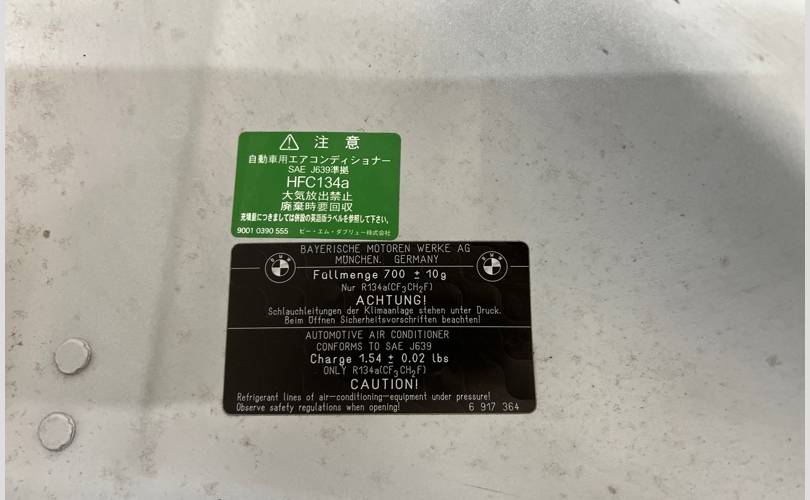 ⚠ 注意
自動車用エアコンディショナー
SAE J639準拠
HFC134a
大気放出禁止
廃棄時要回収
充填量につきましては併設の英語版ラベルを参照して下さい。
9001 0390 555 ビー・エム・ダブリュー株式会社
BAYERISCHE MOTOREN WERKE AG
MÜNCHEN, GERMANY
BMW
BMW
Füllmenge 700 ± 10g
Nur R134a(CF₃CH₂F)
ACHTUNG!
Schlauchleitungen der Klimaanlage stehen unter Druck.
Beim Öffnen Sicherheitsvorschriften beachten!
AUTOMOTIVE AIR CONDITIONER
CONFORMS TO SAE J639
Charge 1.54 ± 0.02 lbs
ONLY R134a(CF₃CH₂F)
CAUTION!
Refrigerant lines of air-conditioning-equipment under pressure!
Observe safety regulations when opening! 6 917 364